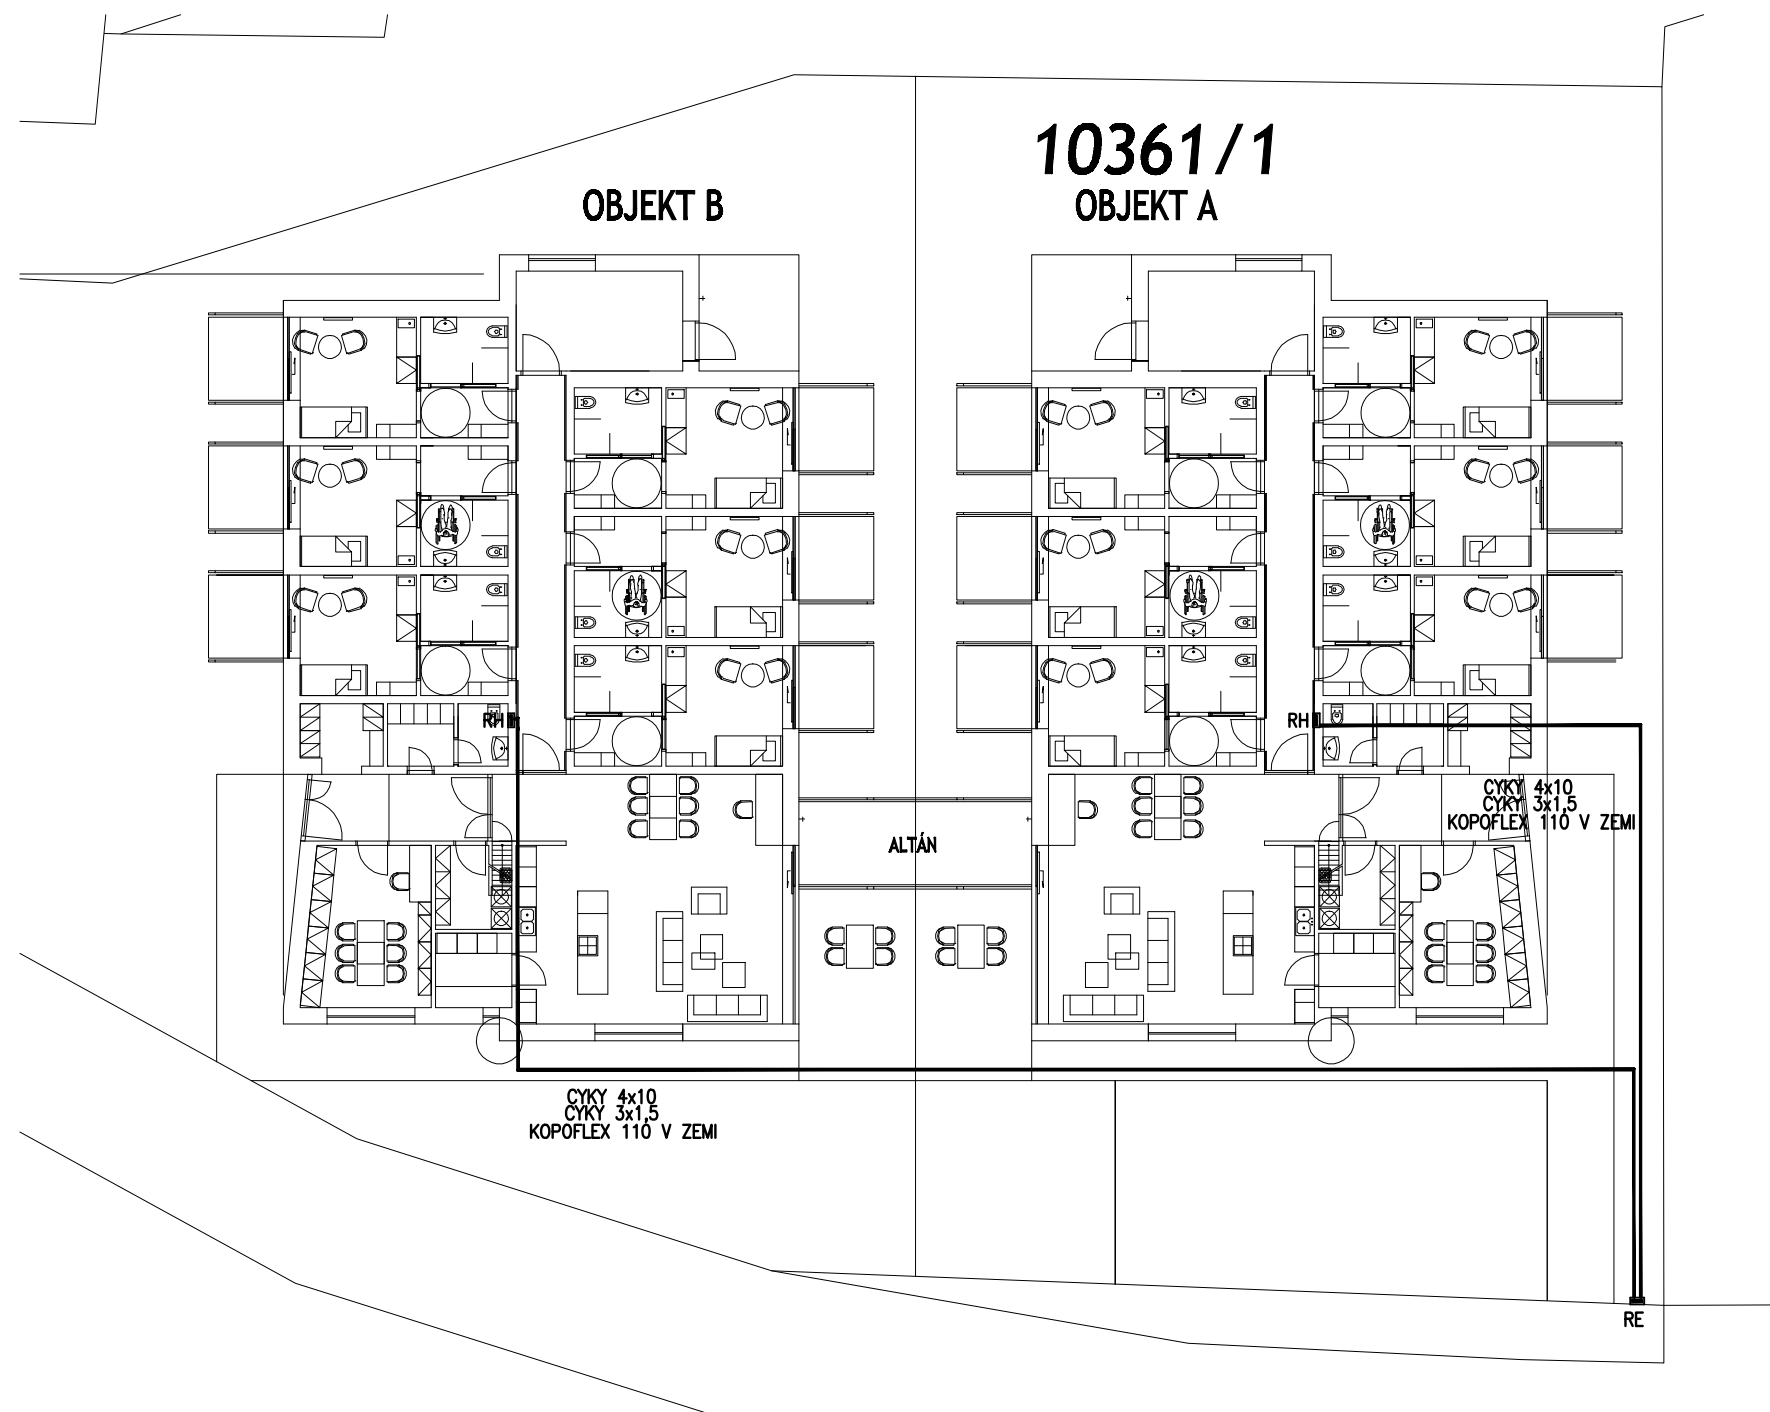 10361/1
OBJEKT B
OBJEKT A
RH
RH
CYKY 4x10
CYKY 3x1,5
KOPOFLEX 110 V ZEMI
ALTÁN
CYKY 4x10
CYKY 3x1,5
KOPOFLEX 110 V ZEMI
RE